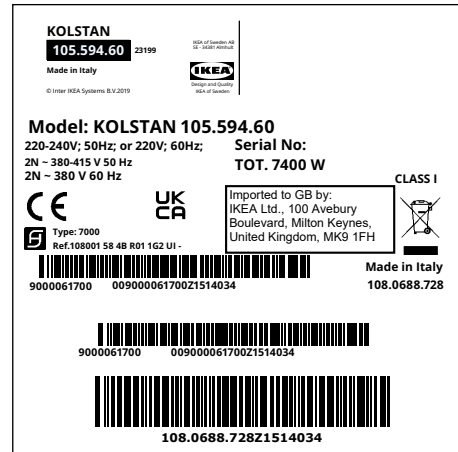 KOLSTAN
105.594.60 23199
Made in Italy
© Inter IKEA Systems B.V.2019
IKEA of Sweden AB
SE - 34381 Älmhult
IKEA
Design and Quality
IKEA of Sweden
Model: KOLSTAN 105.594.60
220-240V; 50Hz; or 220V; 60Hz;
Serial No:
2N ~ 380-415 V 50 Hz
TOT. 7400 W
2N ~ 380 V 60 Hz
CLASS I
CE
UK
CA
Imported to GB by:
IKEA Ltd., 100 Avebury
Boulevard, Milton Keynes,
United Kingdom, MK9 1FH
Type: 7000
Ref.108001 58 4B R01 1G2 UI -
Made in Italy
9000061700 009000061700Z1514034
108.0688.728
9000061700 009000061700Z1514034
108.0688.728Z1514034